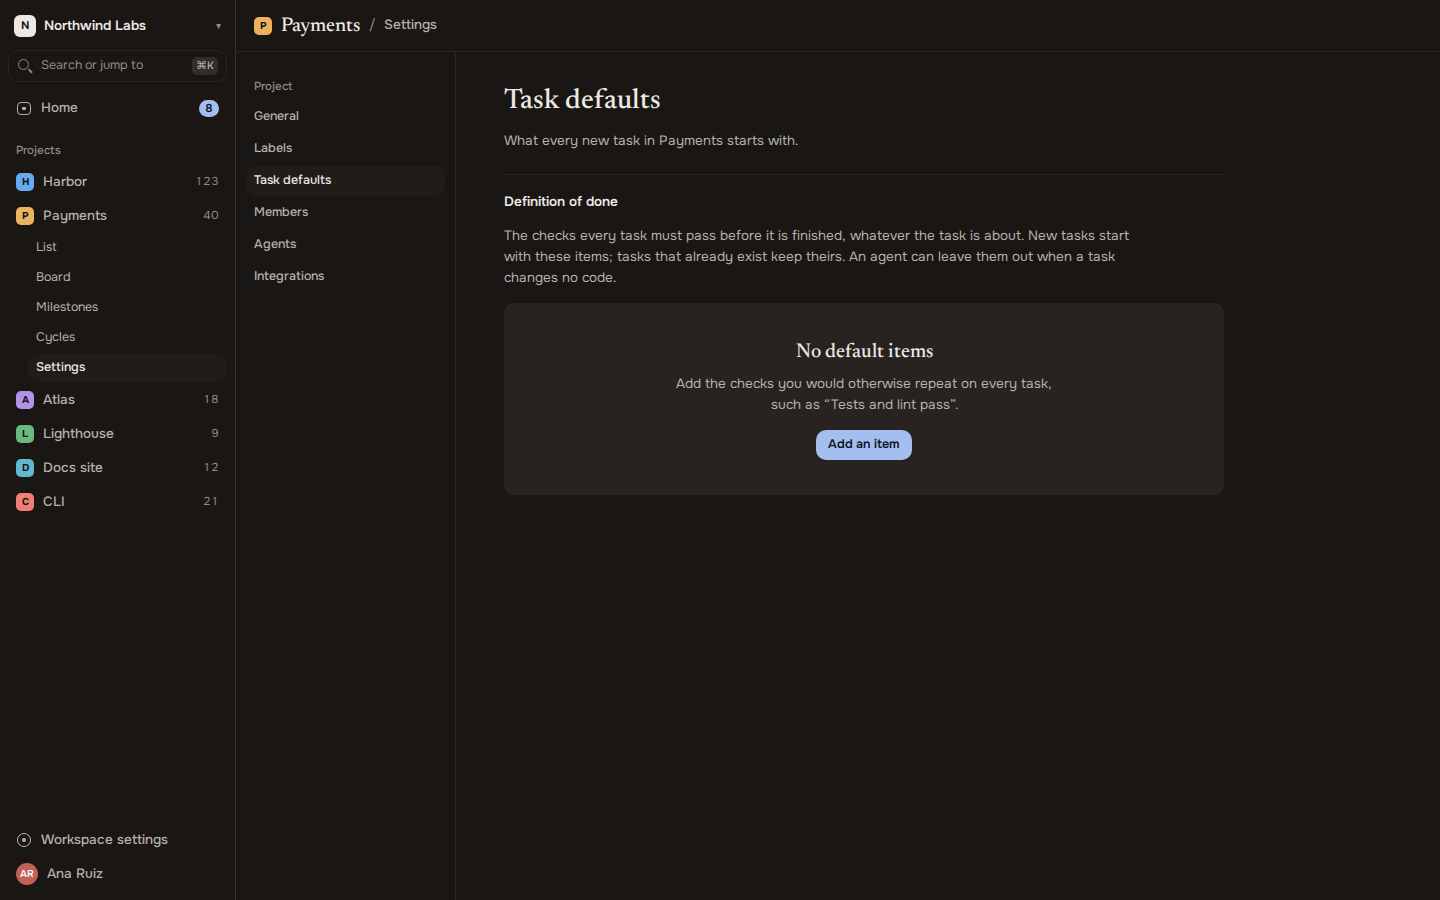 N Northwind Labs
Search or jump to ⌘K
Home 8
Projects
H Harbor 123
P Payments 40
List
Board
Milestones
Cycles
Settings
A Atlas 18
L Lighthouse 9
D Docs site 12
C CLI 21
Workspace settings
AR Ana Ruiz
P Payments / Settings
Project
General
Labels
Task defaults
Members
Agents
Integrations
Task defaults
What every new task in Payments starts with.
Definition of done
The checks every task must pass before it is finished, whatever the task is about. New tasks start
with these items; tasks that already exist keep theirs. An agent can leave them out when a task
changes no code.
No default items
Add the checks you would otherwise repeat on every task,
such as “Tests and lint pass”.
Add an item